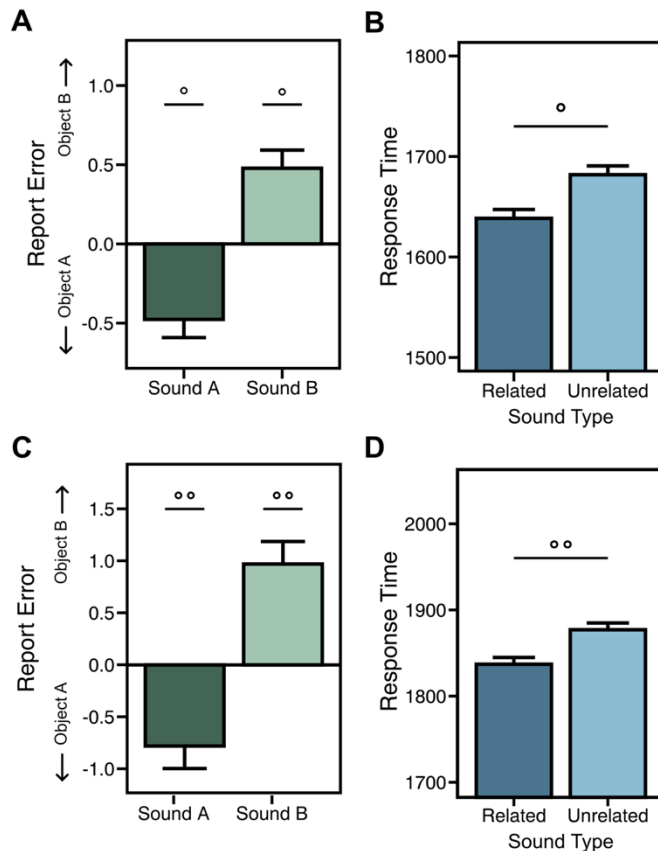 A
Report Error
← Object A
Object B →
1.0
0.5
0.0
-0.5
° °
Sound A Sound B
B
Response Time
1800
1700
1600
1500
°
Related Unrelated
Sound Type
C
Report Error
← Object A
Object B →
1.5
1.0
0.5
0.0
-0.5
-1.0
°° °°
Sound A Sound B
D
Response Time
2000
1900
1800
1700
°°
Related Unrelated
Sound Type